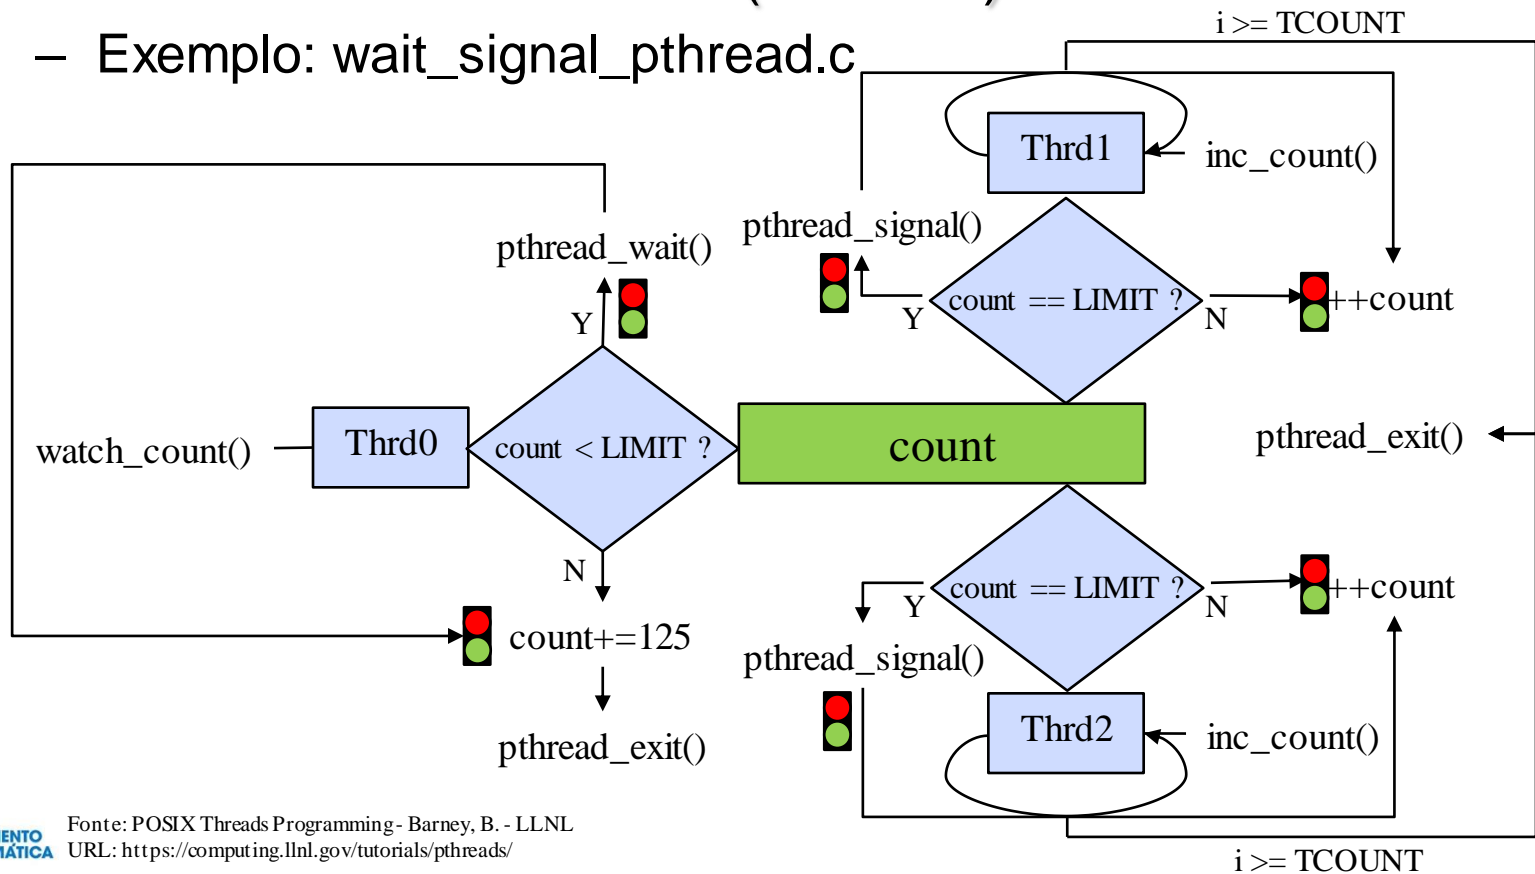 i >= TCOUNT
– Exemplo: wait_signal_pthread.c
Thrd1
inc_count()
pthread_signal()
pthread_wait()
count == LIMIT ?
Y
N
++count
Y
watch_count()
Thrd0
count < LIMIT ?
count
pthread_exit()
N
count+=125
pthread_exit()
count == LIMIT ?
Y
N
++count
pthread_signal()
Thrd2
inc_count()
i >= TCOUNT
Fonte: POSIX Threads Programming - Barney, B. - LLNL
URL: https://computing.llnl.gov/tutorials/pthreads/